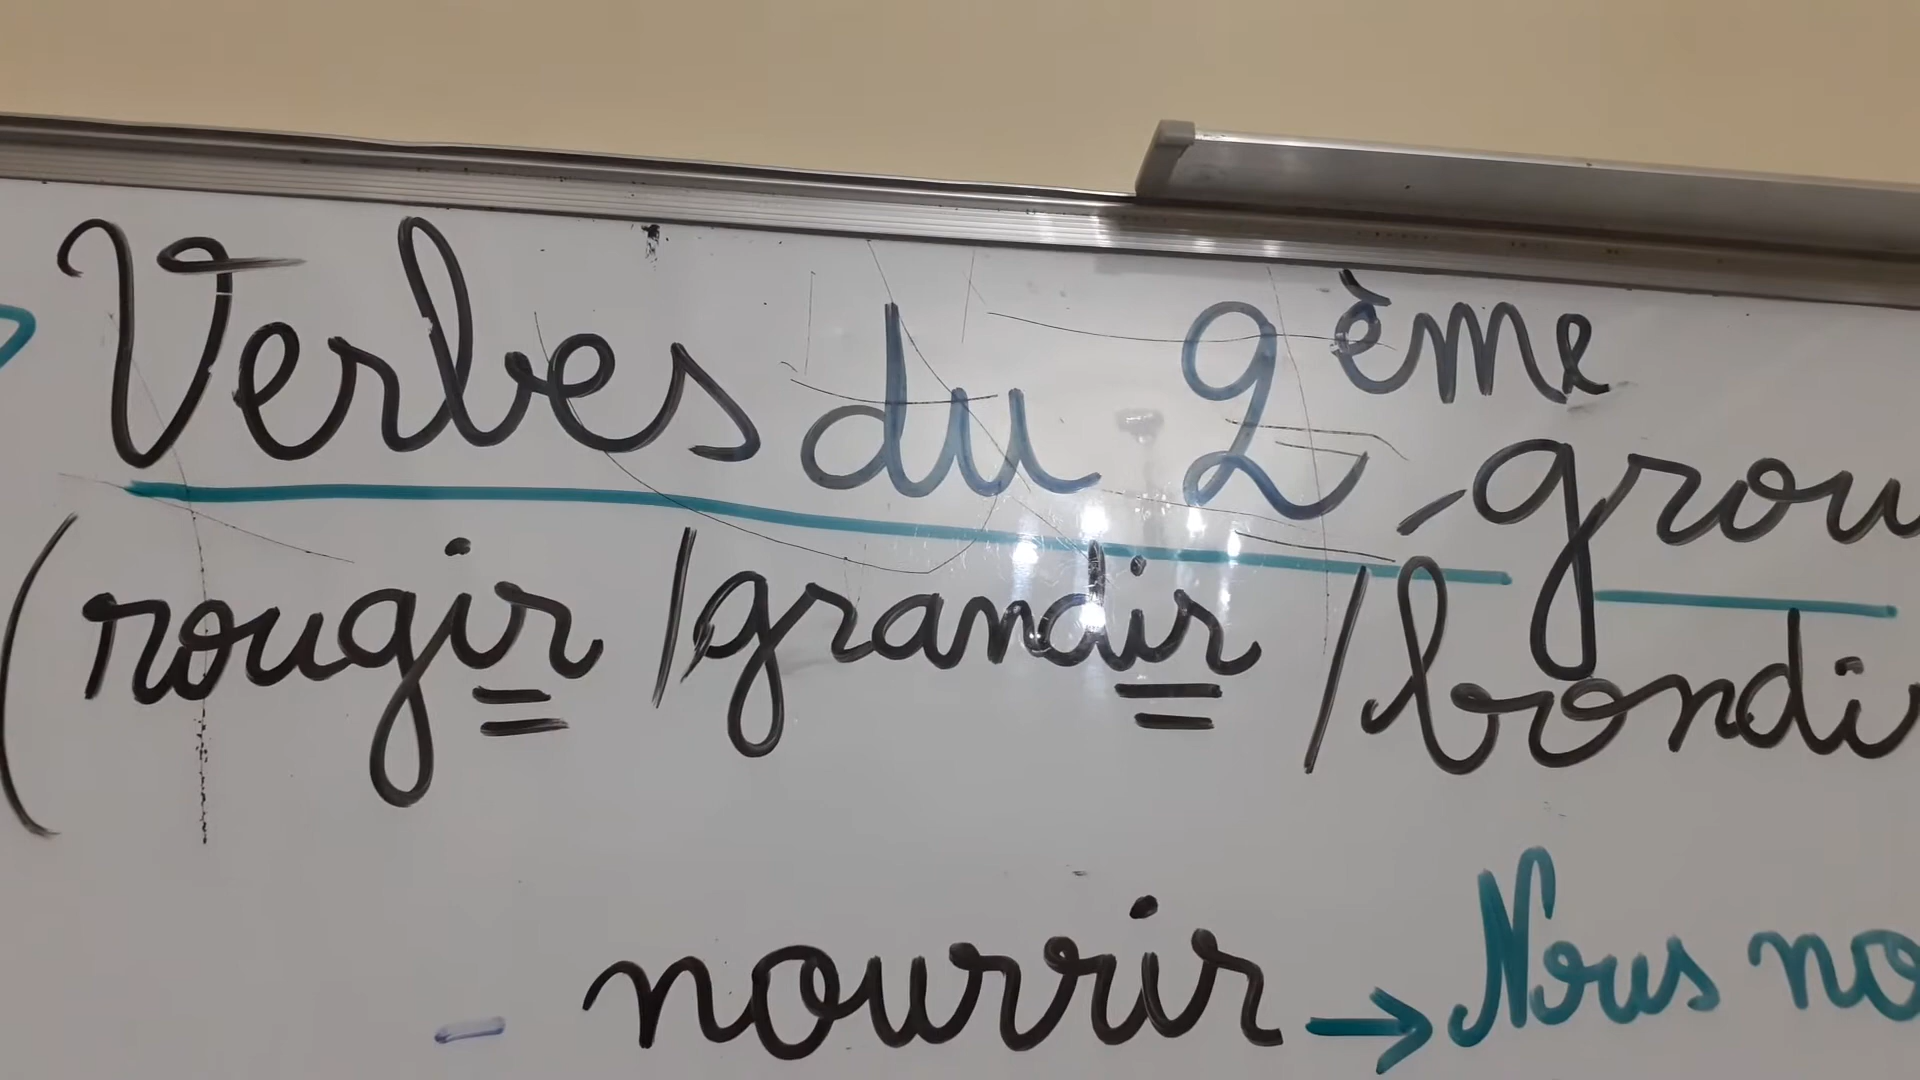 Verbes du 2ème grou
(rougir / grandir / bondi
- nourrir → Nous no